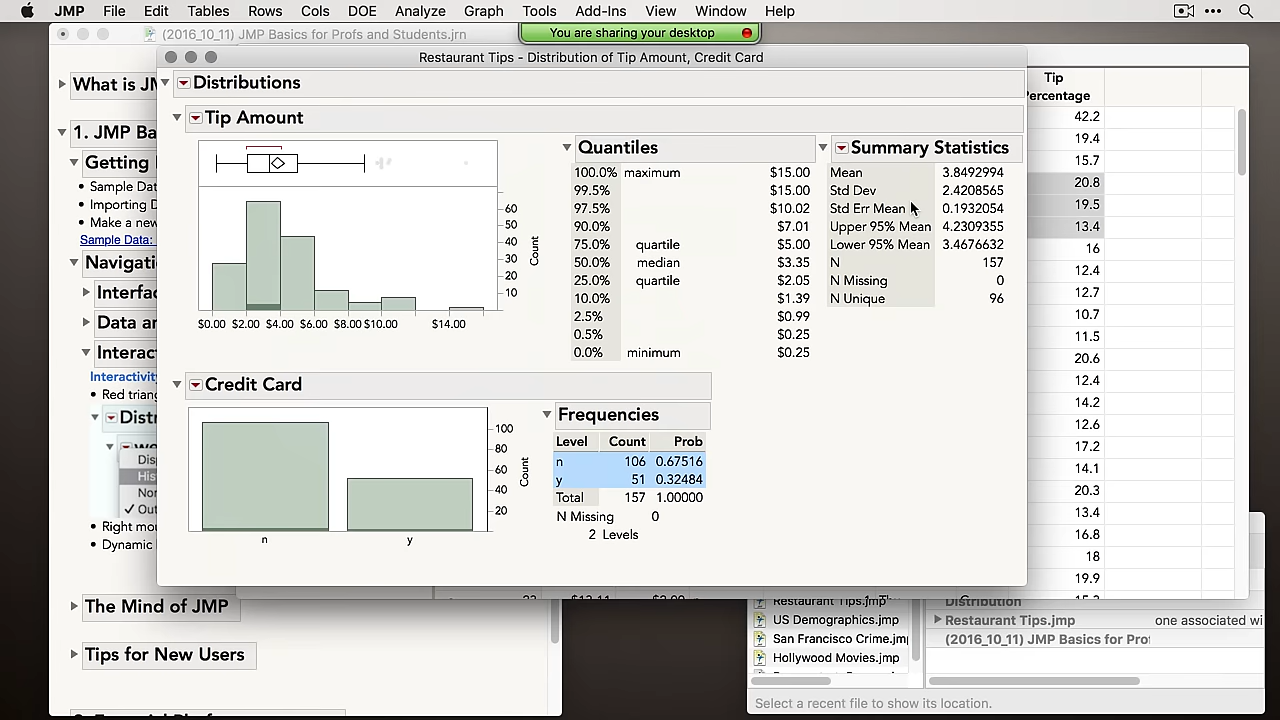 JMP File Edit Tables Rows Cols DOE Analyze Graph Tools Add-Ins View Window Help
(2016_10_11) JMP Basics for Profs and Students.jrn
You are sharing your desktop
Restaurant Tips - Distribution of Tip Amount, Credit Card
What is JM
1. JMP Ba
Getting
• Sample Dat
• Importing D
• Make a new
Sample Data:
Navigati
Interfac
Data an
Interact
Interactivity
• Red triang
Distr
we
Disp
His
Nor
✓ Out
• Right mou
• Dynamic
The Mind of JMP
Tips for New Users
Distributions
Tip Amount
60
50
40
30
20
10
Count
$0.00 $2.00 $4.00 $6.00 $8.00 $10.00 $14.00
Quantiles
100.0% maximum $15.00
99.5% $15.00
97.5% $10.02
90.0% $7.01
75.0% quartile $5.00
50.0% median $3.35
25.0% quartile $2.05
10.0% $1.39
2.5% $0.99
0.5% $0.25
0.0% minimum $0.25
Summary Statistics
Mean 3.8492994
Std Dev 2.4208565
Std Err Mean 0.1932054
Upper 95% Mean 4.2309355
Lower 95% Mean 3.4676632
N 157
N Missing 0
N Unique 96
Credit Card
100
80
60
40
20
Count
n y
Frequencies
Level Count Prob
n 106 0.67516
y 51 0.32484
Total 157 1.00000
N Missing 0
2 Levels
Tip
Percentage
42.2
19.4
15.7
20.8
19.5
13.4
16
12.4
12.7
10.7
11.5
20.6
12.4
14.2
12.6
17.2
14.1
20.3
13.4
16.8
18
19.9
Restaurant Tips.jmp
US Demographics.jmp
San Francisco Crime.jmp
Hollywood Movies.jmp
Distribution
Restaurant Tips.jmp one associated wi
(2016_10_11) JMP Basics for Prof
Select a recent file to show its location.